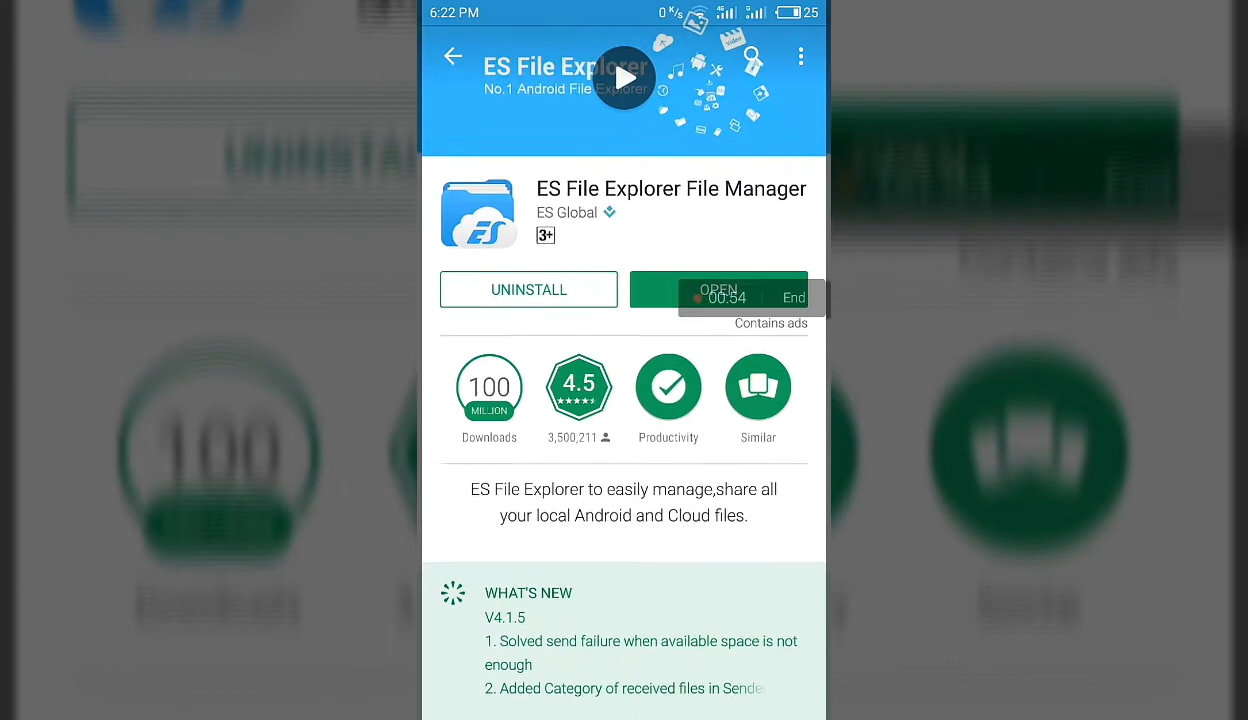 6:22 PM
0 K/s 4G G 25
ES File Explorer
No.1 Android File Explorer
Video
ES File Explorer File Manager
ES Global
ES
3+
UNINSTALL
OPEN
00:54 End
Contains ads
100
MILLION
4.5
Downloads
3,500,211
Productivity
Similar
ES File Explorer to easily manage,share all
your local Android and Cloud files.
WHAT'S NEW
V4.1.5
1. Solved send failure when available space is not
enough
2. Added Category of received files in Sende